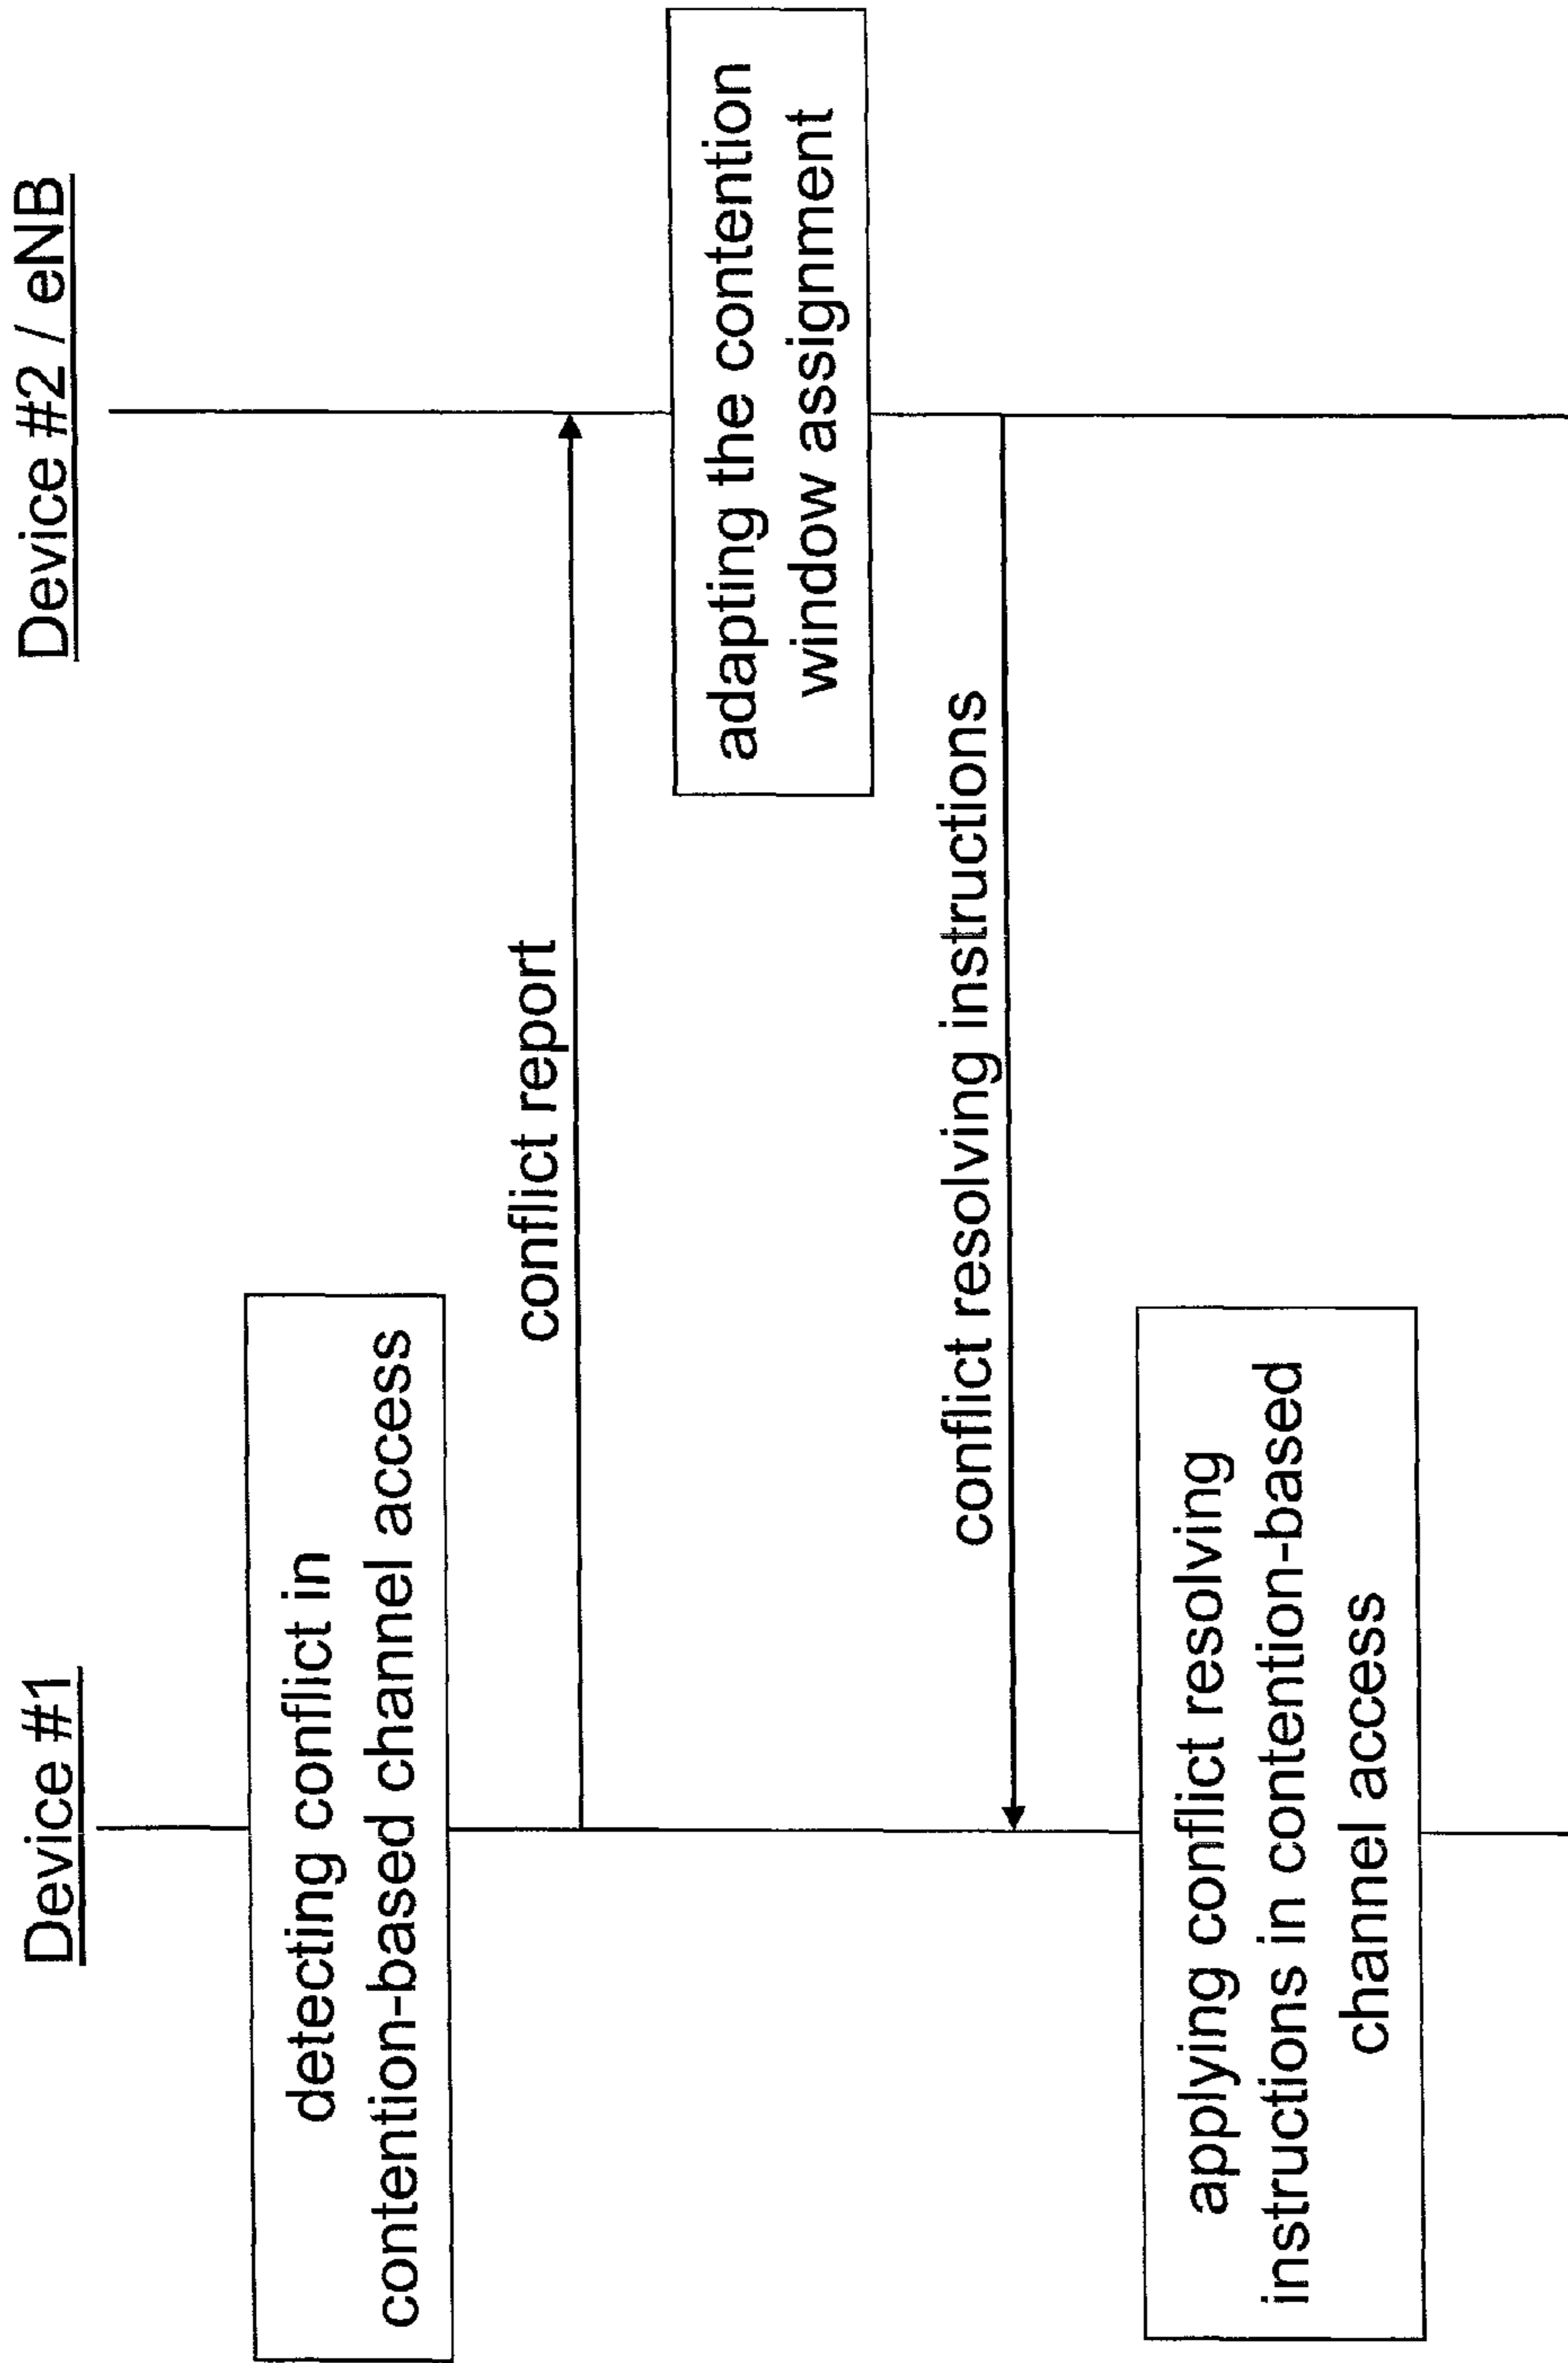 Device #1
Device #2 / eNB
detecting conflict in
contention-based channel access
conflict report
adapting the contention
window assignment
conflict resolving instructions
applying conflict resolving
instructions in contention-based
channel access